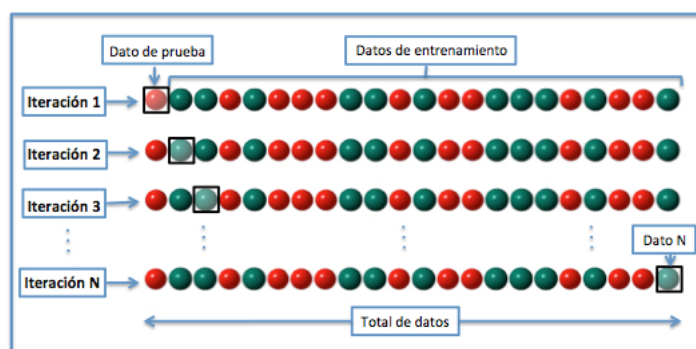 Dato de prueba
Datos de entrenamiento
Iteración 1
Iteración 2
Iteración 3
Dato N
Iteración N
Total de datos